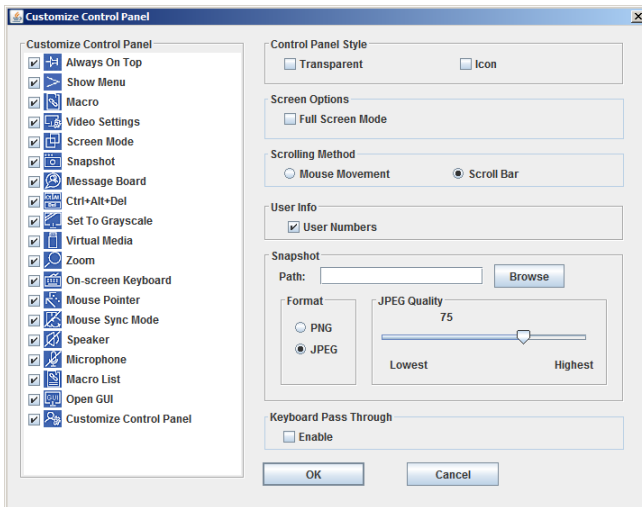 Customize Control Panel
Customize Control Panel
Always On Top
Show Menu
Macro
Video Settings
Screen Mode
Snapshot
Message Board
Ctrl+Alt+Del
Set To Grayscale
Virtual Media
Zoom
On-screen Keyboard
Mouse Pointer
Mouse Sync Mode
Speaker
Microphone
Macro List
GUI
Open GUI
Customize Control Panel
Control Panel Style
Transparent Icon
Screen Options
Full Screen Mode
Scrolling Method
Mouse Movement Scroll Bar
User Info
User Numbers
Snapshot
Path: Browse
Format
PNG
JPEG
JPEG Quality
75
Lowest Highest
Keyboard Pass Through
Enable
OK Cancel